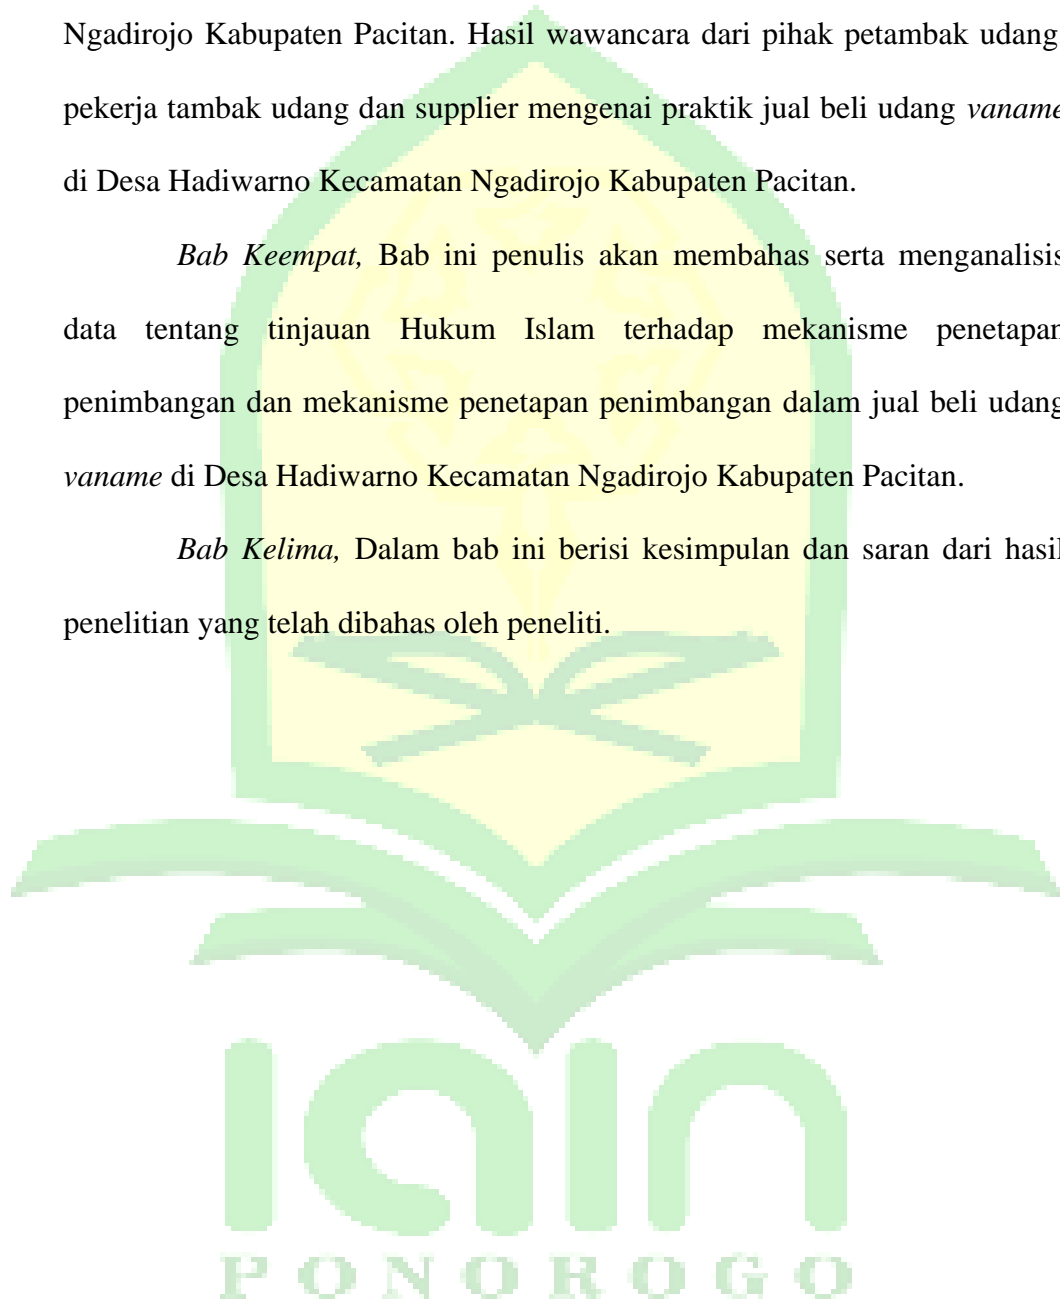 Ngadirojo Kabupaten Pacitan. Hasil wawancara dari pihak petambak udang
pekerja tambak udang dan supplier mengenai praktik jual beli udang vaname
di Desa Hadiwarno Kecamatan Ngadirojo Kabupaten Pacitan.
Bab Keempat, Bab ini penulis akan membahas serta menganalisis
data tentang tinjauan Hukum Islam terhadap mekanisme penetapan
penimbangan dan mekanisme penetapan penimbangan dalam jual beli udang
vaname di Desa Hadiwarno Kecamatan Ngadirojo Kabupaten Pacitan.
Bab Kelima, Dalam bab ini berisi kesimpulan dan saran dari hasil
penelitian yang telah dibahas oleh peneliti.
iain
PONOROGO